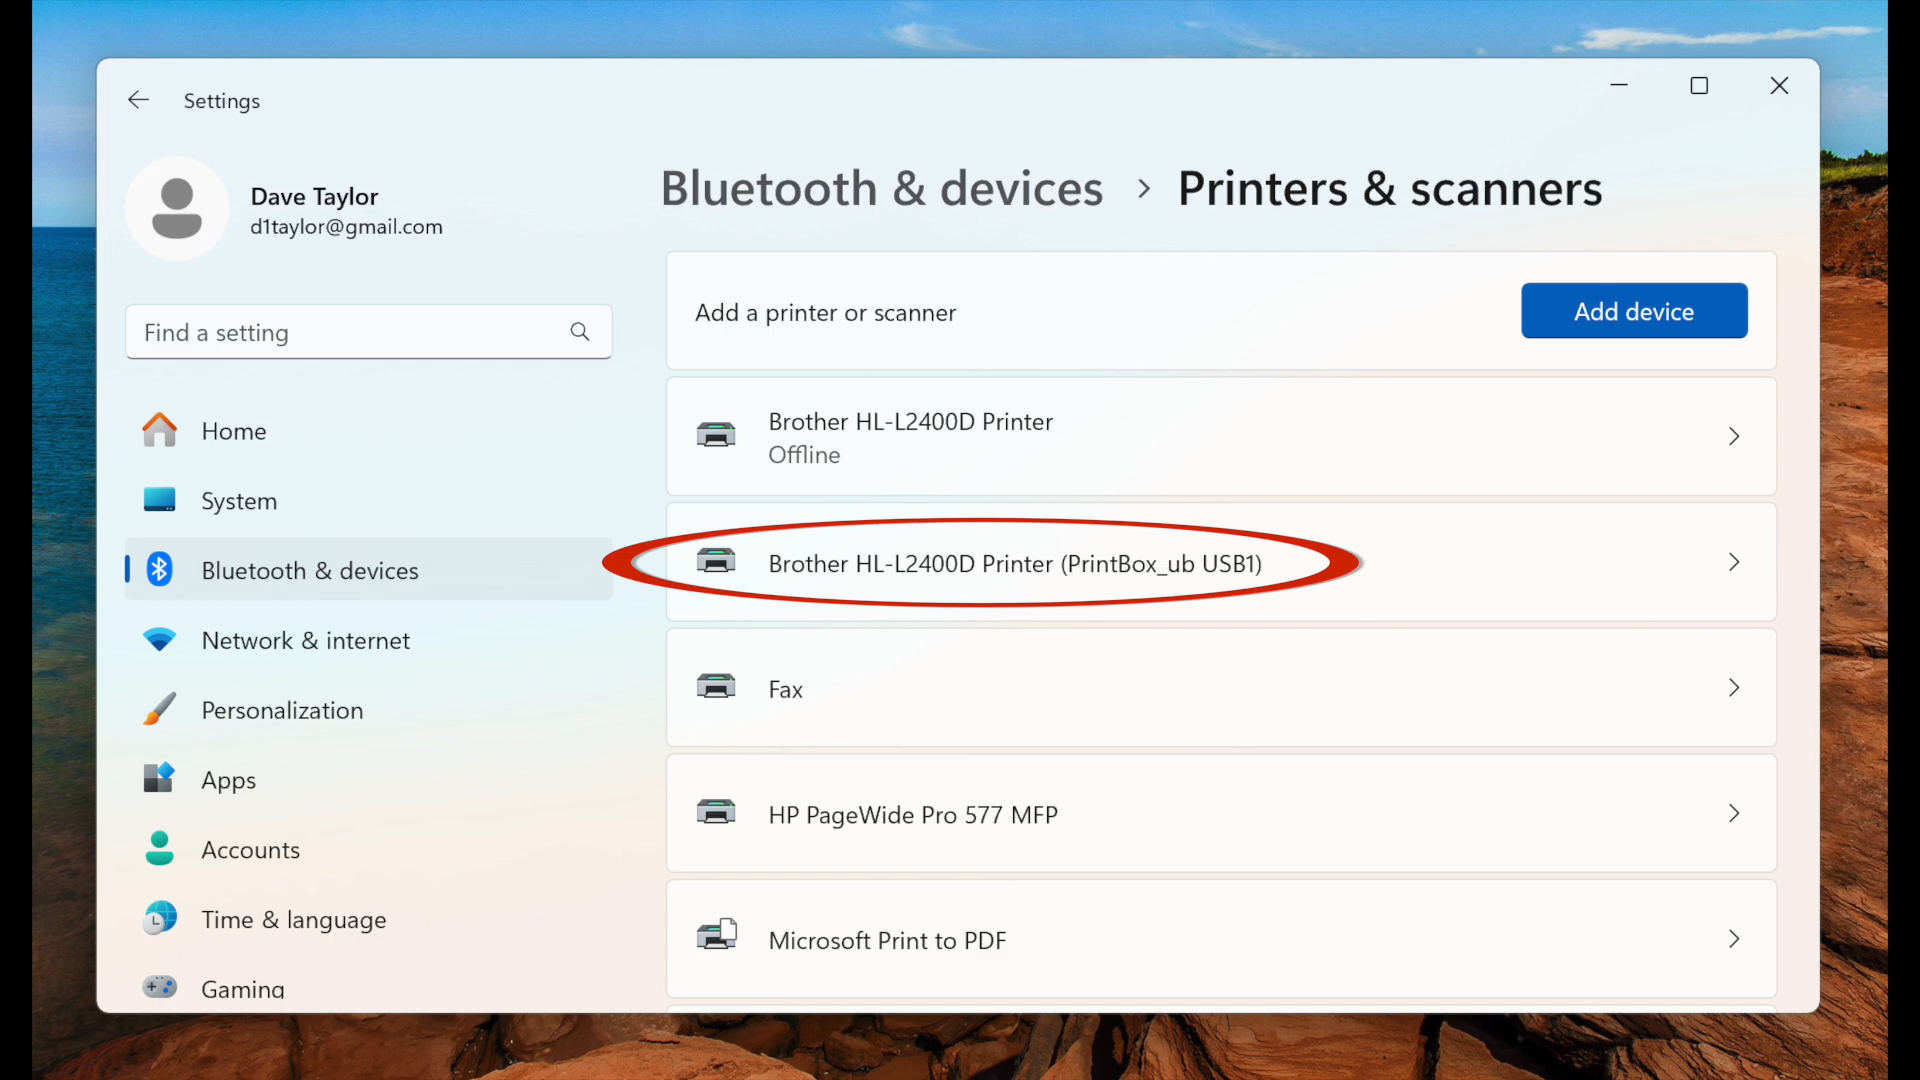 Settings
Dave Taylor
d1taylor@gmail.com
Find a setting
Home
System
Bluetooth & devices
Network & internet
Personalization
Apps
Accounts
Time & language
Gaming
Bluetooth & devices > Printers & scanners
Add a printer or scanner
Add device
Brother HL-L2400D Printer
Offline
Brother HL-L2400D Printer (PrintBox_ub USB1)
Fax
HP PageWide Pro 577 MFP
Microsoft Print to PDF